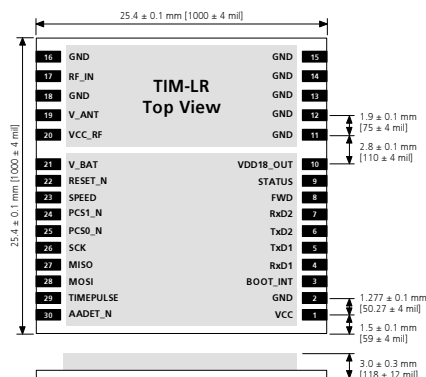 25.4 ± 0.1 mm [1000 ± 4 mil]
25.4 ± 0.1 mm [1000 ± 4 mil]
TIM-LR
Top View
16 GND GND 15
17 RF_IN GND 14
18 GND GND 13
19 V_ANT GND 12
20 VCC_RF GND 11
1.9 ± 0.1 mm
[75 ± 4 mil]
2.8 ± 0.1 mm
[110 ± 4 mil]
21 V_BAT VDD18_OUT 10
22 RESET_N STATUS 9
23 SPEED FWD 8
24 PCS1_N RxD2 7
25 PCS0_N TxD2 6
26 SCK TxD1 5
27 MISO RxD1 4
28 MOSI BOOT_INT 3
29 TIMEPULSE GND 2
30 AADET_N VCC 1
1.277 ± 0.1 mm
[50.27 ± 4 mil]
1.5 ± 0.1 mm
[59 ± 4 mil]
3.0 ± 0.3 mm
[118 ± 12 mil]